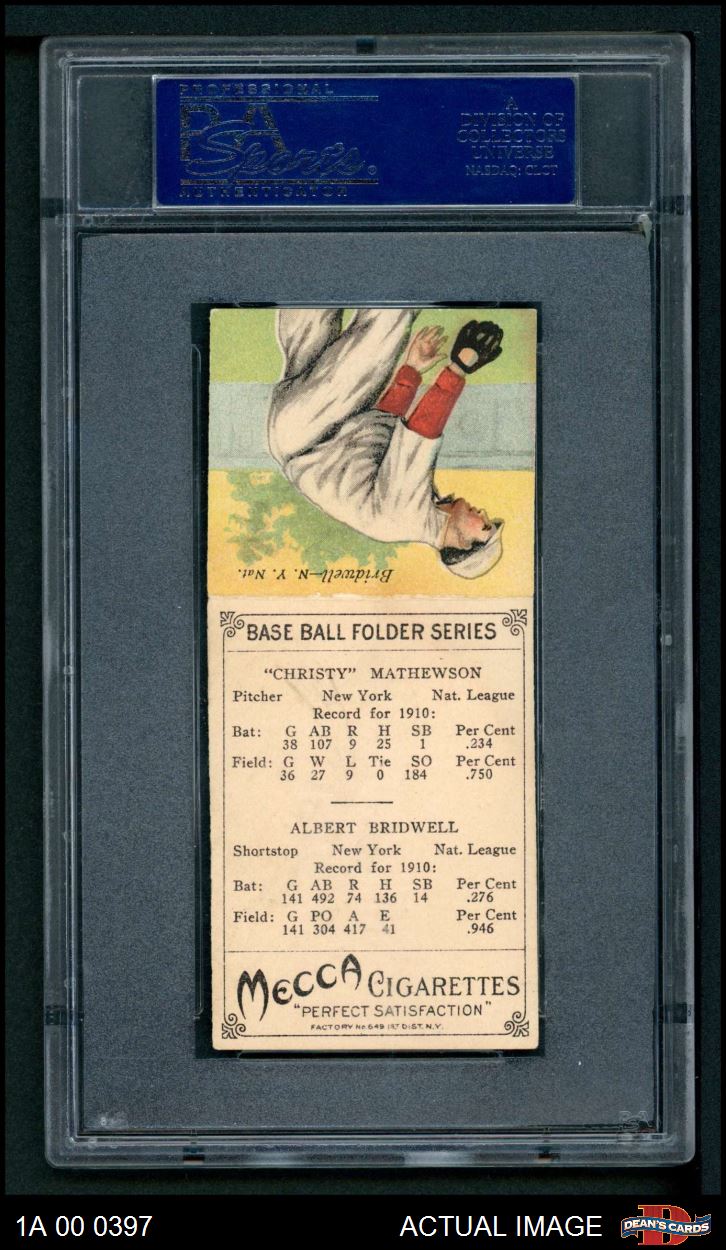 PROFESSIONAL
PSA
Sports®
AUTHENTICATOR
A
DIVISION OF
COLLECTORS
UNIVERSE
NASDAQ: CLCT
Bridwell—N. Y. Nat.
BASE BALL FOLDER SERIES
"CHRISTY" MATHEWSON
Pitcher New York Nat. League
Record for 1910:
Bat: G AB R H SB Per Cent
38 107 9 25 1 .234
Field: G W L Tie SO Per Cent
36 27 9 0 184 .750
ALBERT BRIDWELL
Shortstop New York Nat. League
Record for 1910:
Bat: G AB R H SB Per Cent
141 492 74 136 14 .276
Field: G PO A E Per Cent
141 304 417 41 .946
MECCA CIGARETTES
"PERFECT SATISFACTION"
FACTORY No. 649 1ST DIST. N.Y.
1A 00 0397
ACTUAL IMAGE
D
DEAN'S CARDS